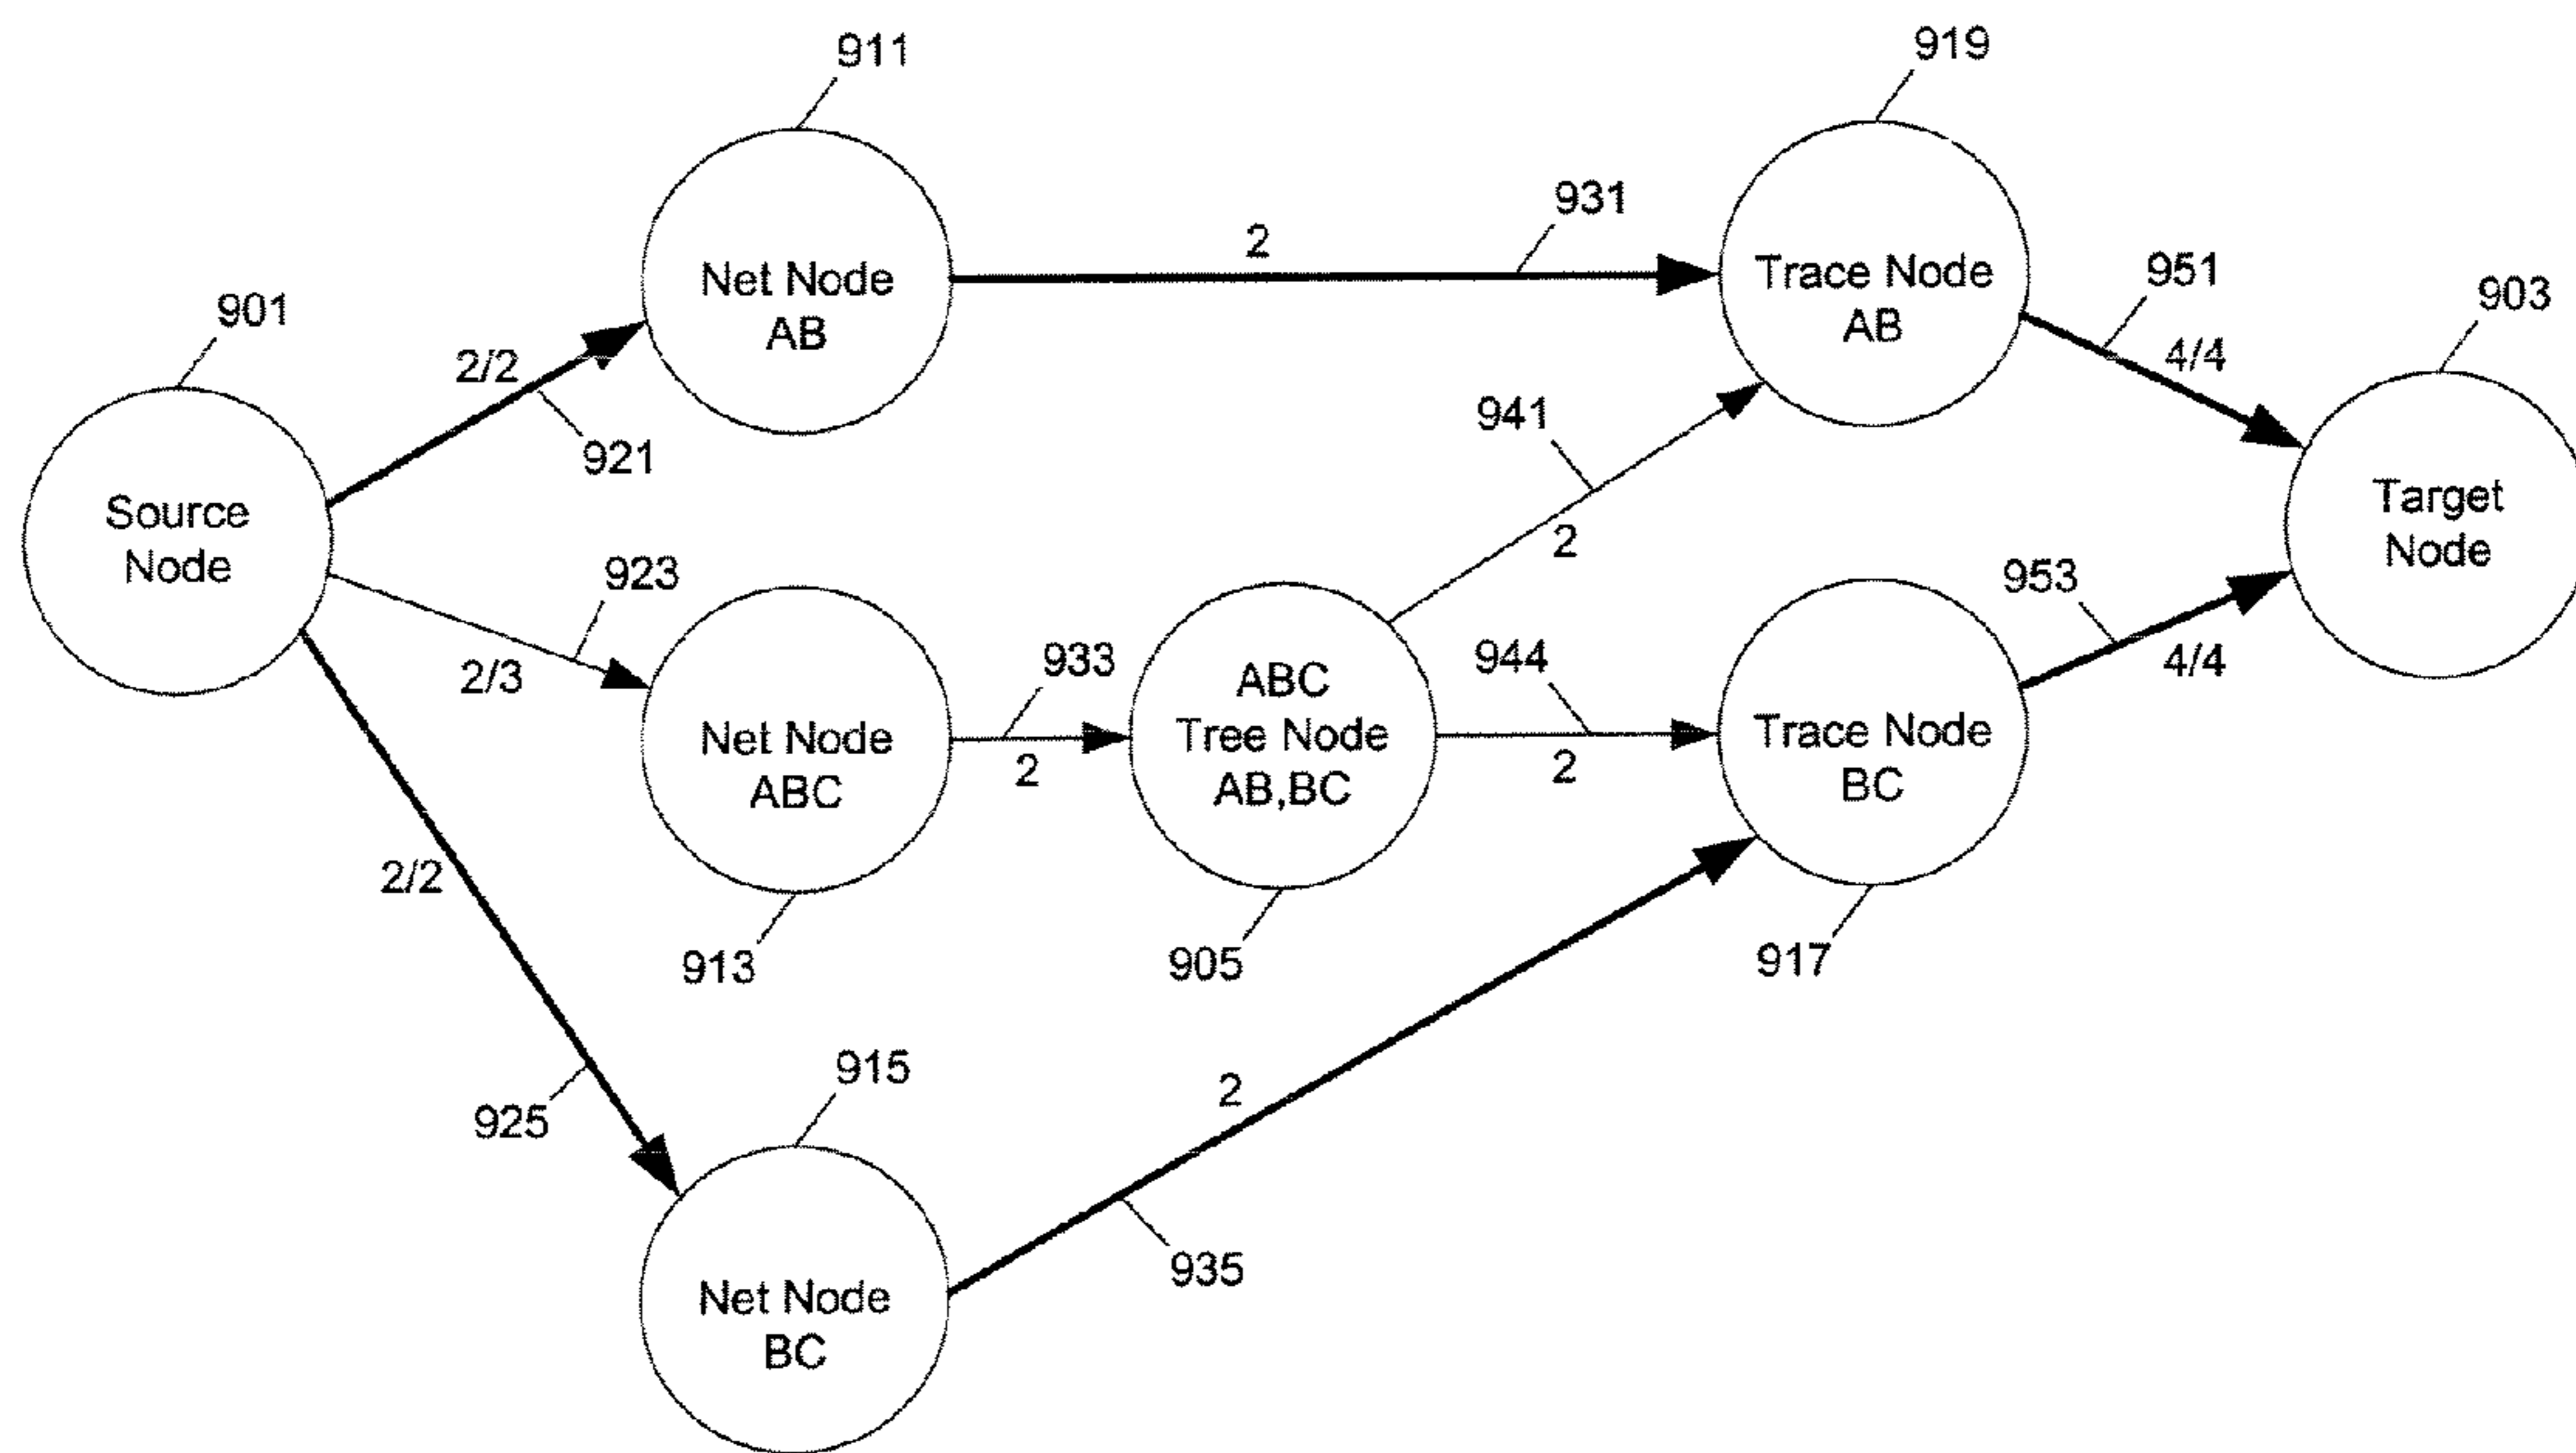 911
919
931
2
Net Node
AB
Trace Node
AB
951
903
901
2/2
4/4
941
921
Source
Node
2
Target
Node
923
953
2/3
933
944
4/4
Net Node
ABC
2
ABC
Tree Node
AB,BC
2
Trace Node
BC
2/2
913
905
917
915
2
925
935
Net Node
BC